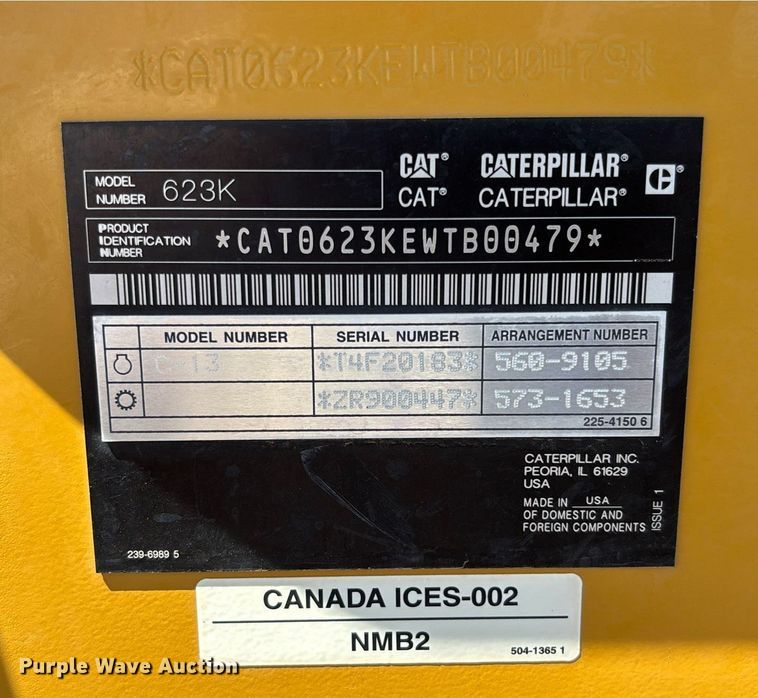 *CAT0623KEWTB00479*
MODEL NUMBER 623K
CAT® CATERPILLAR®
CAT® CATERPILLAR®
PRODUCT IDENTIFICATION NUMBER *CAT0623KEWTB00479*
MODEL NUMBER SERIAL NUMBER ARRANGEMENT NUMBER
*T4F20183* 560-9105
*ZR900447* 573-1653
225-4150 6
CATERPILLAR INC.
PEORIA, IL 61629
USA
MADE IN USA
OF DOMESTIC AND
FOREIGN COMPONENTS
ISSUE 1
239-6989 5
CANADA ICES-002
NMB2
504-1365 1
Purple Wave Auction